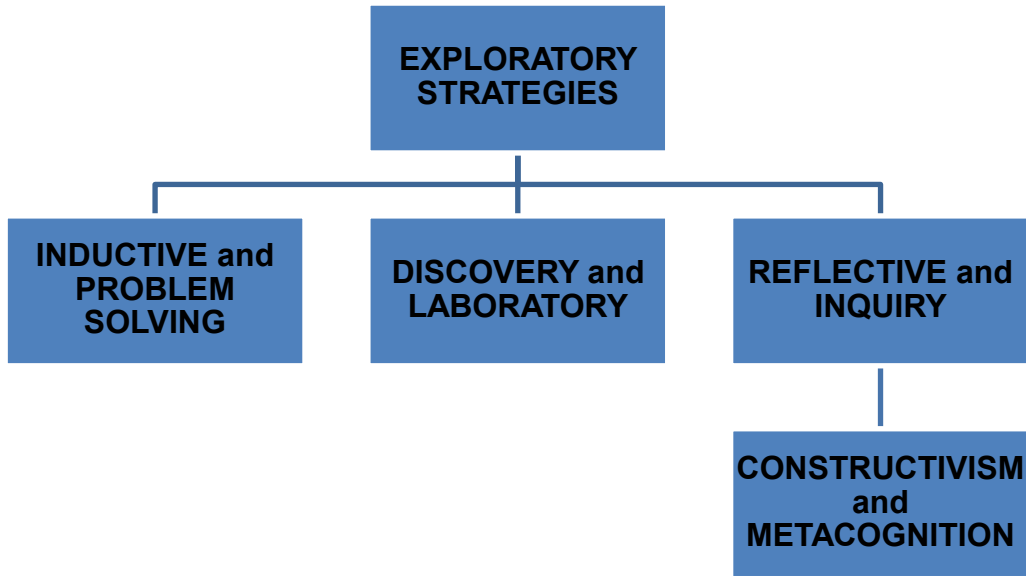 EXPLORATORY
STRATEGIES
INDUCTIVE and
PROBLEM
SOLVING
DISCOVERY and
LABORATORY
REFLECTIVE and
INQUIRY
CONSTRUCTIVISM
and
METACOGNITION